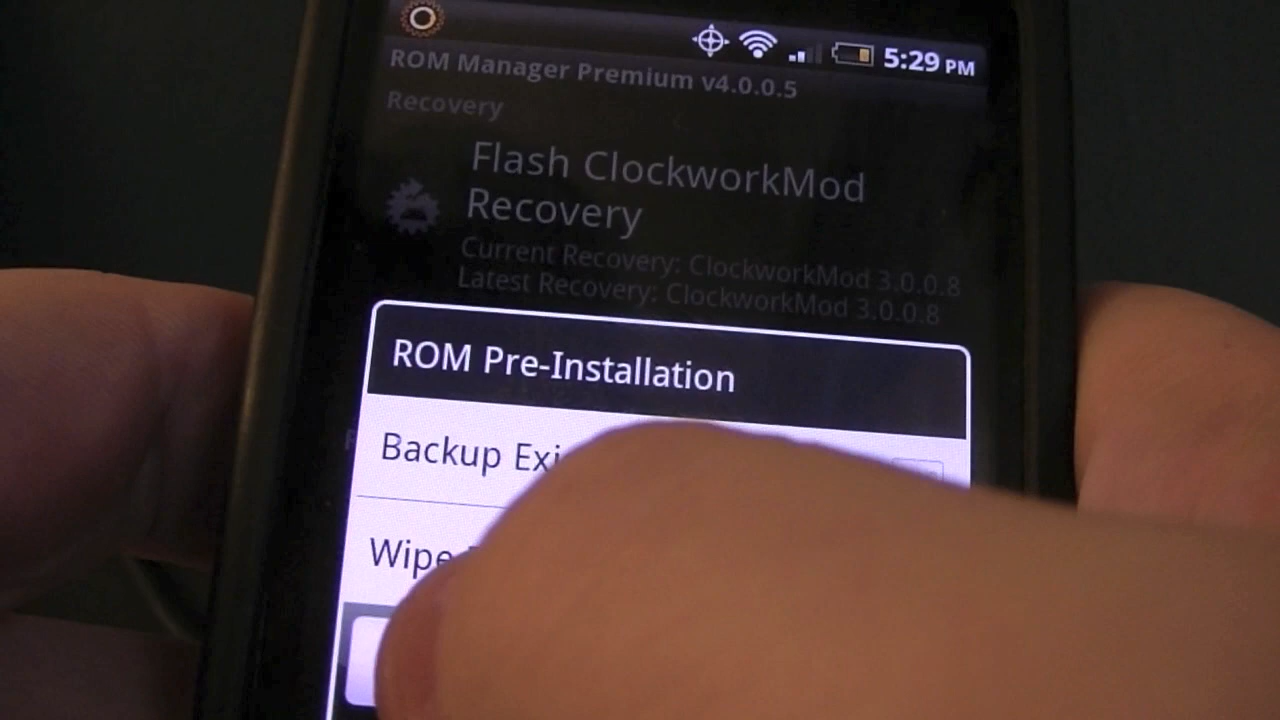 5:29 PM
ROM Manager Premium v4.0.0.5
Recovery
Flash ClockworkMod
Recovery
Current Recovery: ClockworkMod 3.0.0.8
Latest Recovery: ClockworkMod 3.0.0.8
ROM Pre-Installation
Backup
Wipe